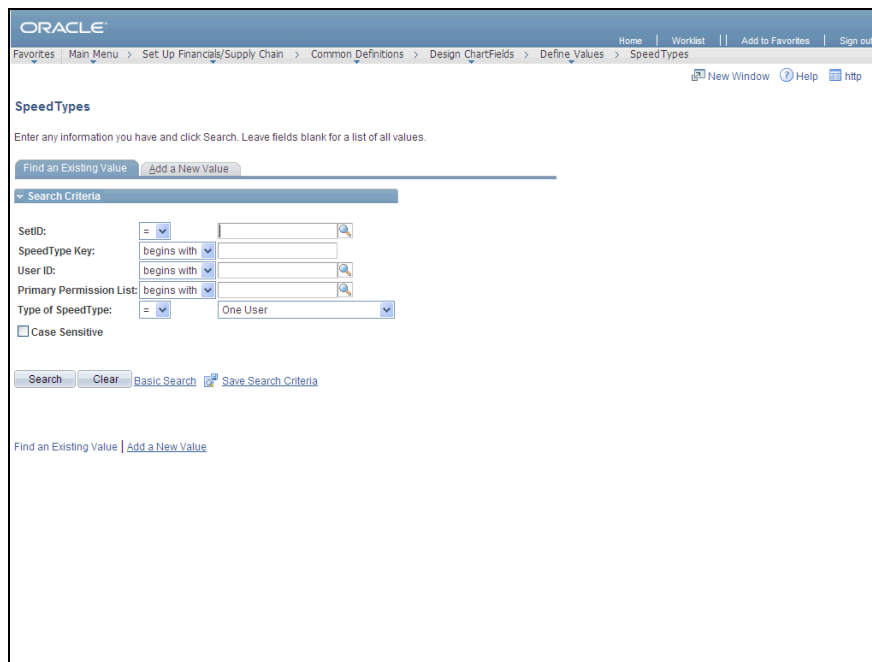 ORACLE
Home | Worklist || Add to Favorites | Sign out
Favorites Main Menu > Set Up Financials/Supply Chain > Common Definitions > Design ChartFields > Define Values > SpeedTypes
New Window ? Help http
SpeedTypes
Enter any information you have and click Search. Leave fields blank for a list of all values.
Find an Existing Value Add a New Value
Search Criteria
SetID: =
SpeedType Key: begins with
User ID: begins with
Primary Permission List: begins with
Type of SpeedType: = One User
Case Sensitive
Search Clear Basic Search Save Search Criteria
Find an Existing Value | Add a New Value